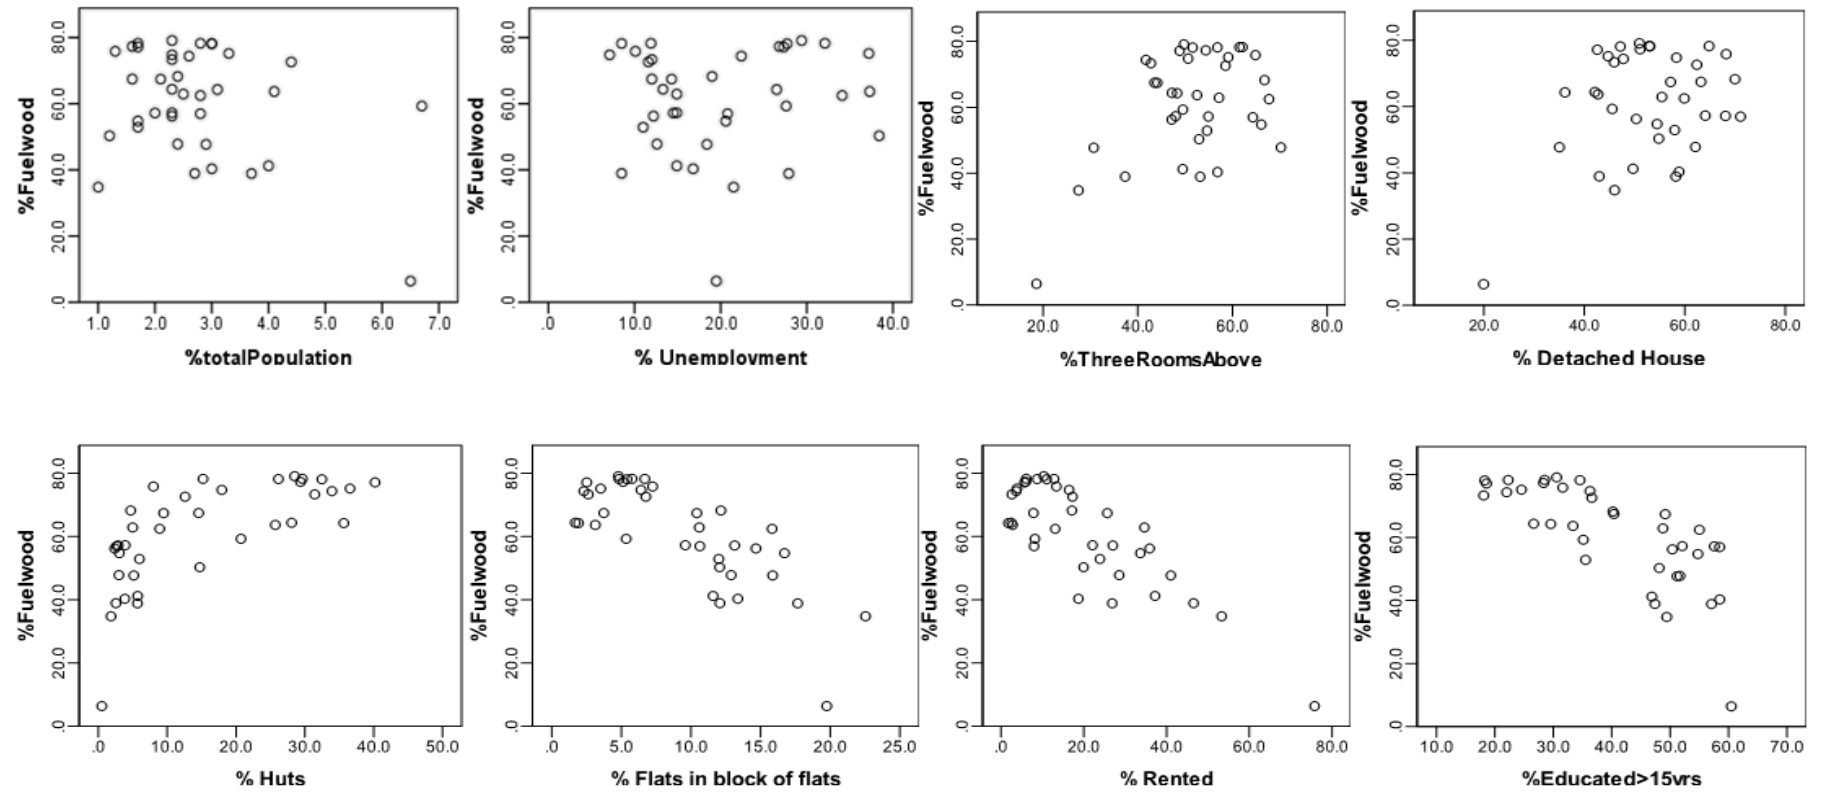 %Fuelwood
80.0
60.0
40.0
20.0
.0
1.0 2.0 3.0 4.0 5.0 6.0 7.0
%totalPopulation
%Fuelwood
80.0
60.0
40.0
20.0
.0
.0 10.0 20.0 30.0 40.0
% Unemployment
%Fuelwood
80.0
60.0
40.0
20.0
.0
20.0 40.0 60.0 80.0
%ThreeRoomsAbove
%Fuelwood
80.0
60.0
40.0
20.0
.0
20.0 40.0 60.0 80.0
% Detached House
%Fuelwood
80.0
60.0
40.0
20.0
.0
.0 10.0 20.0 30.0 40.0 50.0
% Huts
%Fuelwood
80.0
60.0
40.0
20.0
.0
.0 5.0 10.0 15.0 20.0 25.0
% Flats in block of flats
%Fuelwood
80.0
60.0
40.0
20.0
.0
.0 20.0 40.0 60.0 80.0
% Rented
%Fuelwood
80.0
60.0
40.0
20.0
.0
10.0 20.0 30.0 40.0 50.0 60.0 70.0
%Educated>15yrs